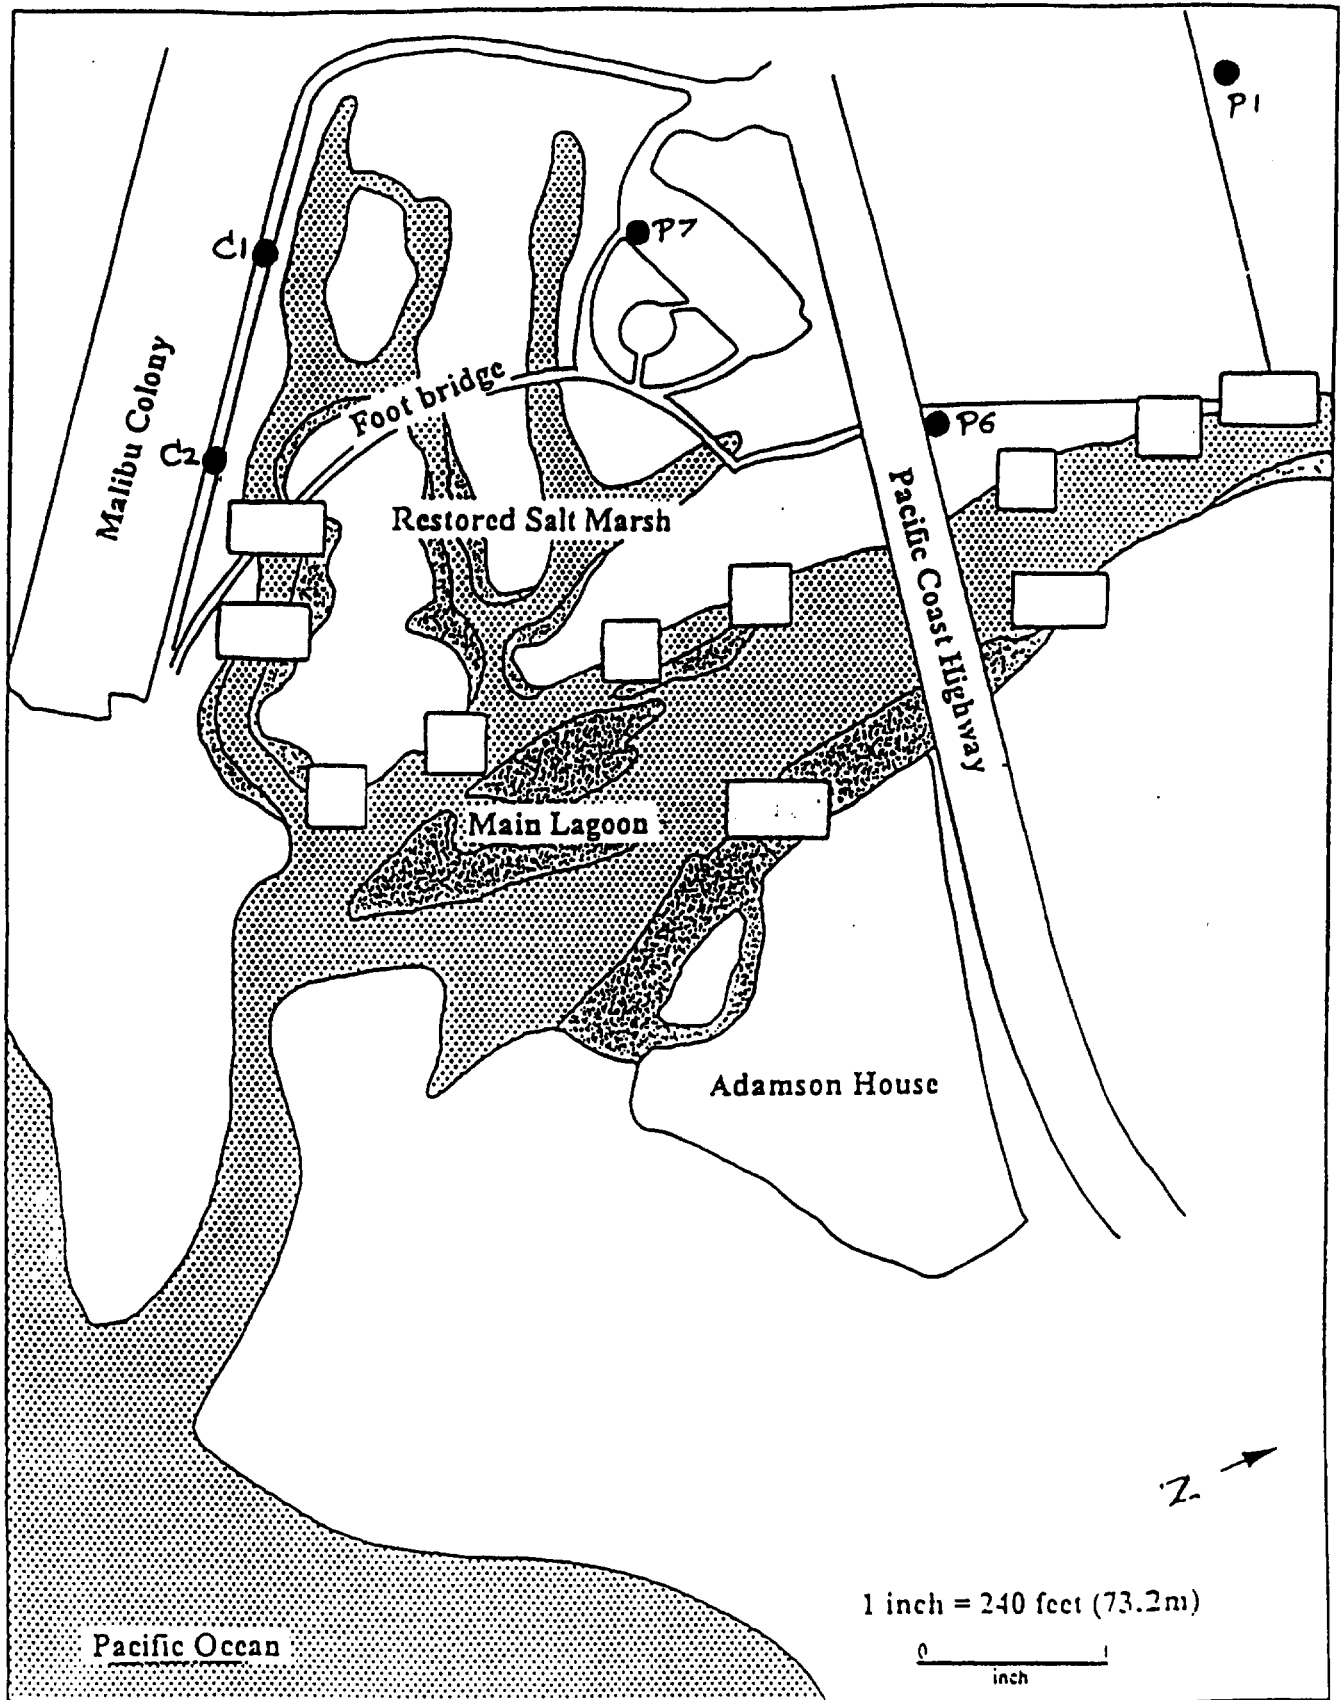 P1
C1
P7
Malibu Colony
Foot bridge
C2
P6
Restored Salt Marsh
Pacific Coast Highway
Main Lagoon
Adamson House
N
1 inch = 240 feet (73.2m)
0 1
inch
Pacific Ocean